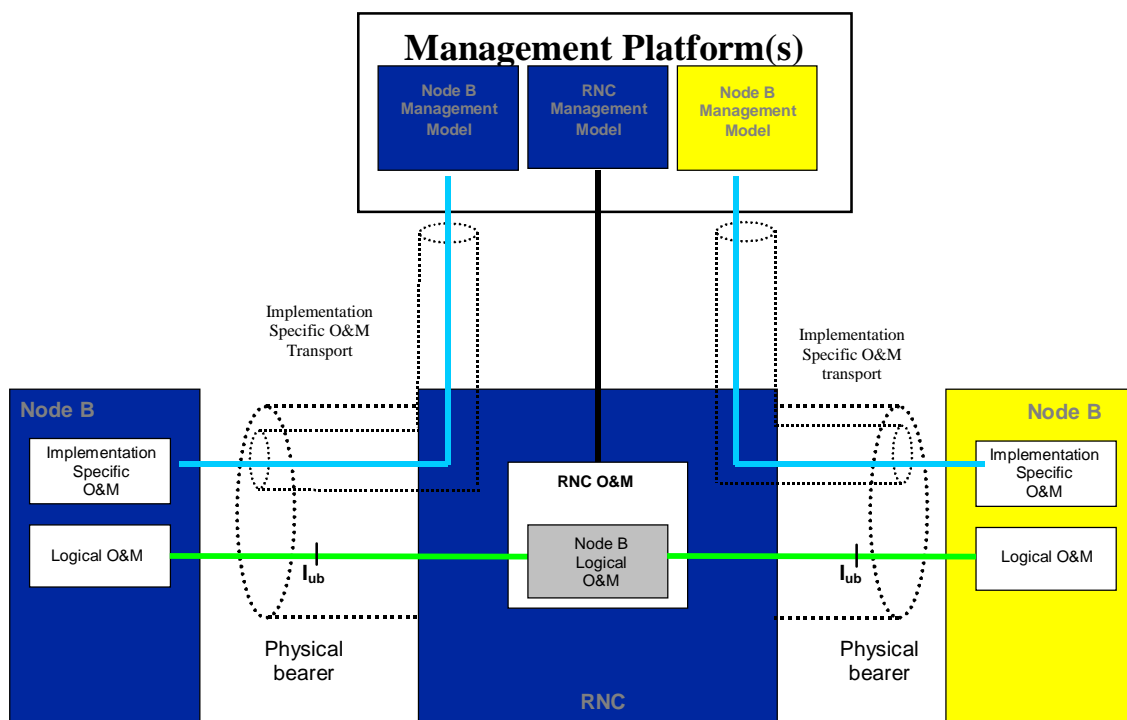 Management Platform(s)
Node B
Management
Model
RNC
Management
Model
Node B
Management
Model
Implementation
Specific O&M
Transport
Implementation
Specific O&M
transport
Node B
Implementation
Specific
O&M
Logical O&M
RNC O&M
Node B
Logical
O&M
Node B
Implementation
Specific
O&M
Logical O&M
Iub
Iub
Physical
bearer
Physical
bearer
RNC